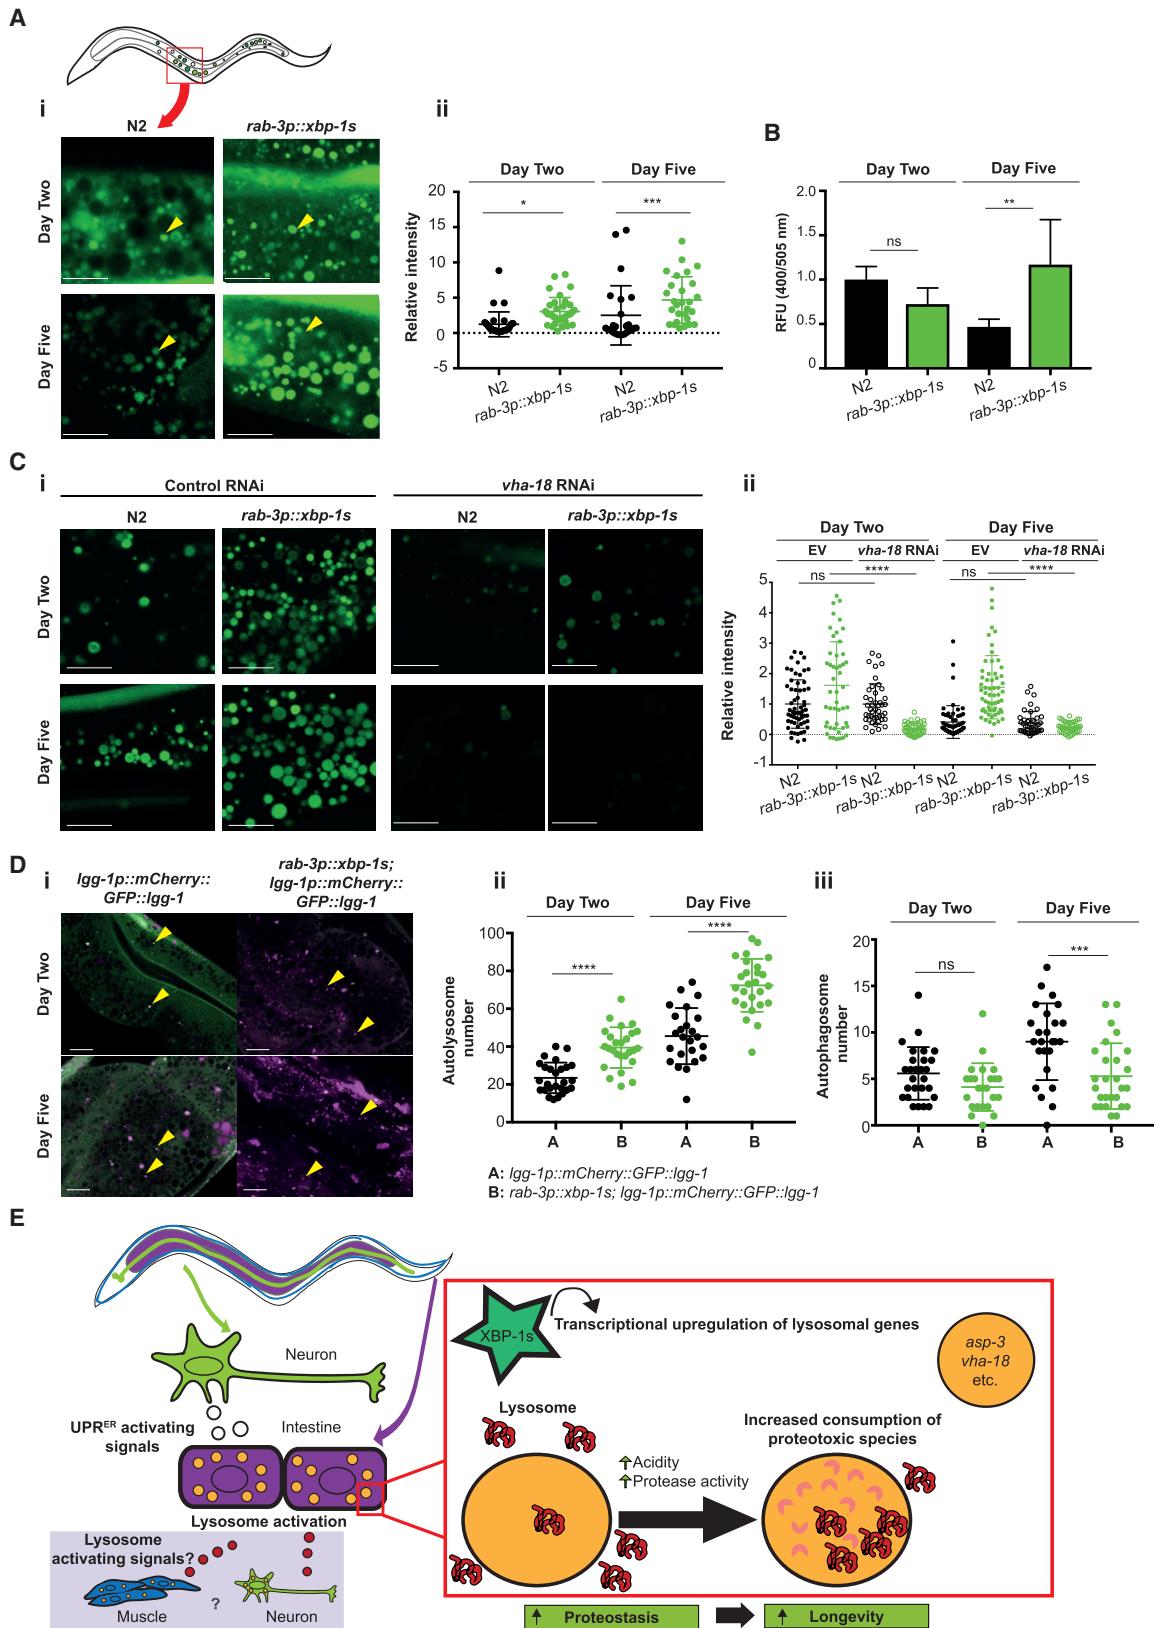 A
i
N2
rab-3p::xbp-1s
Day Two
Day Five
ii
Day Two
Day Five
Relative intensity
20
15
10
5
0
-5
*
***
N2
rab-3p::xbp-1s
N2
rab-3p::xbp-1s
B
Day Two
Day Five
RFU (400/505 nm)
2.0
1.5
1.0
0.5
0
ns
**
N2
rab-3p::xbp-1s
N2
rab-3p::xbp-1s
C
i
Control RNAi
vha-18 RNAi
N2
rab-3p::xbp-1s
N2
rab-3p::xbp-1s
Day Two
Day Five
ii
Day Two
Day Five
EV
vha-18 RNAi
EV
vha-18 RNAi
ns
****
ns
****
Relative intensity
5
4
3
2
1
0
-1
N2
rab-3p::xbp-1s
N2
rab-3p::xbp-1s
N2
rab-3p::xbp-1s
N2
rab-3p::xbp-1s
D
i
lgg-1p::mCherry::
GFP::lgg-1
rab-3p::xbp-1s;
lgg-1p::mCherry::
GFP::lgg-1
Day Two
Day Five
ii
Day Two
Day Five
Autolysosome
number
100
80
60
40
20
0
****
****
A
B
A
B
iii
Day Two
Day Five
Autophagosome
number
20
15
10
5
0
ns
***
A
B
A
B
A: lgg-1p::mCherry::GFP::lgg-1
B: rab-3p::xbp-1s; lgg-1p::mCherry::GFP::lgg-1
E
Neuron
UPRER activating
signals
Intestine
Lysosome activation
Lysosome
activating signals?
Muscle
?
Neuron
XBP-1s
Transcriptional upregulation of lysosomal genes
asp-3
vha-18
etc.
Lysosome
Acidity
Protease activity
Increased consumption of
proteotoxic species
Proteostasis
Longevity